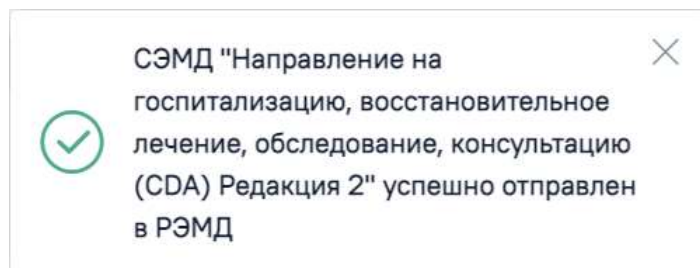 СЭМД "Направление на
госпитализацию, восстановительное
лечение, обследование, консультацию
(CDA) Редакция 2" успешно отправлен
в РЭМД